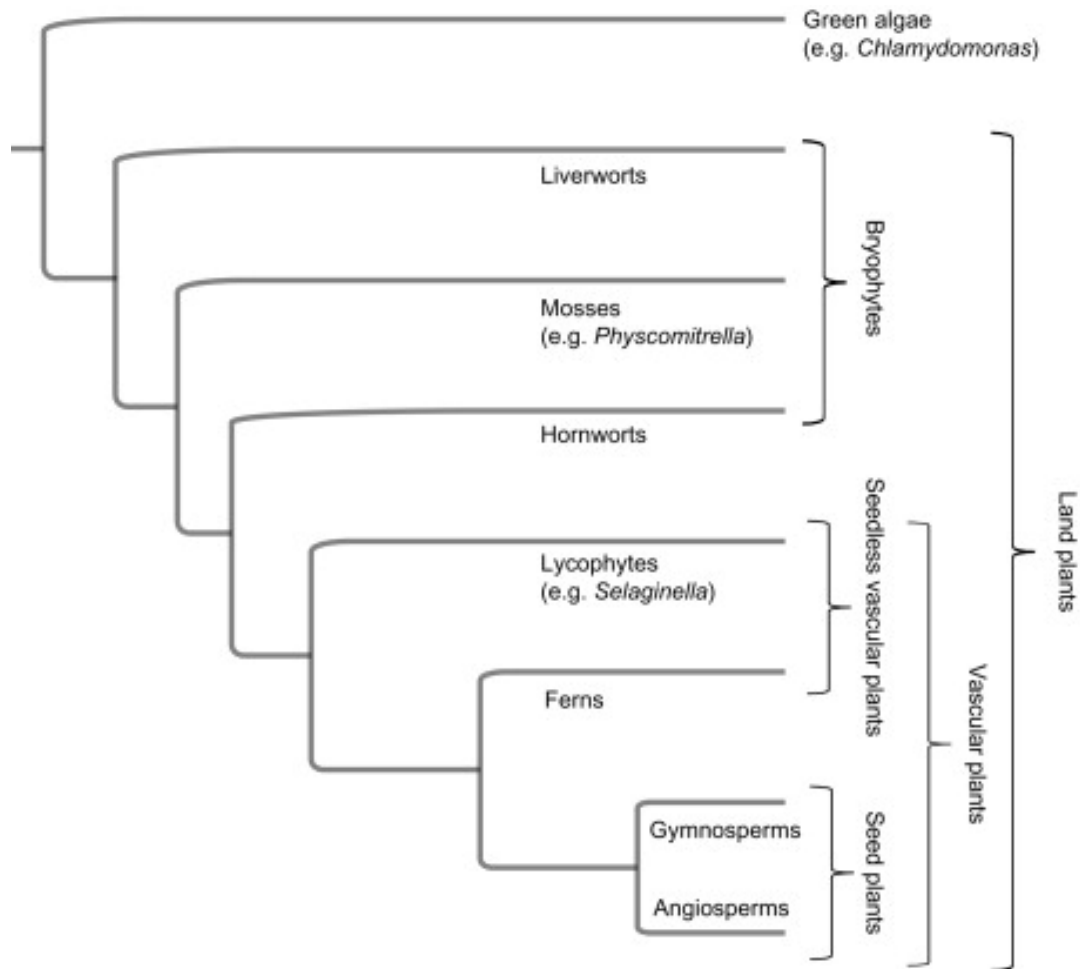 Green algae
(e.g. Chlamydomonas)
Liverworts
Mosses
(e.g. Physcomitrella)
Hornworts
Bryophytes
Lycophytes
(e.g. Selaginella)
Ferns
Seedless vascular plants
Gymnosperms
Angiosperms
Seed plants
Vascular plants
Land plants